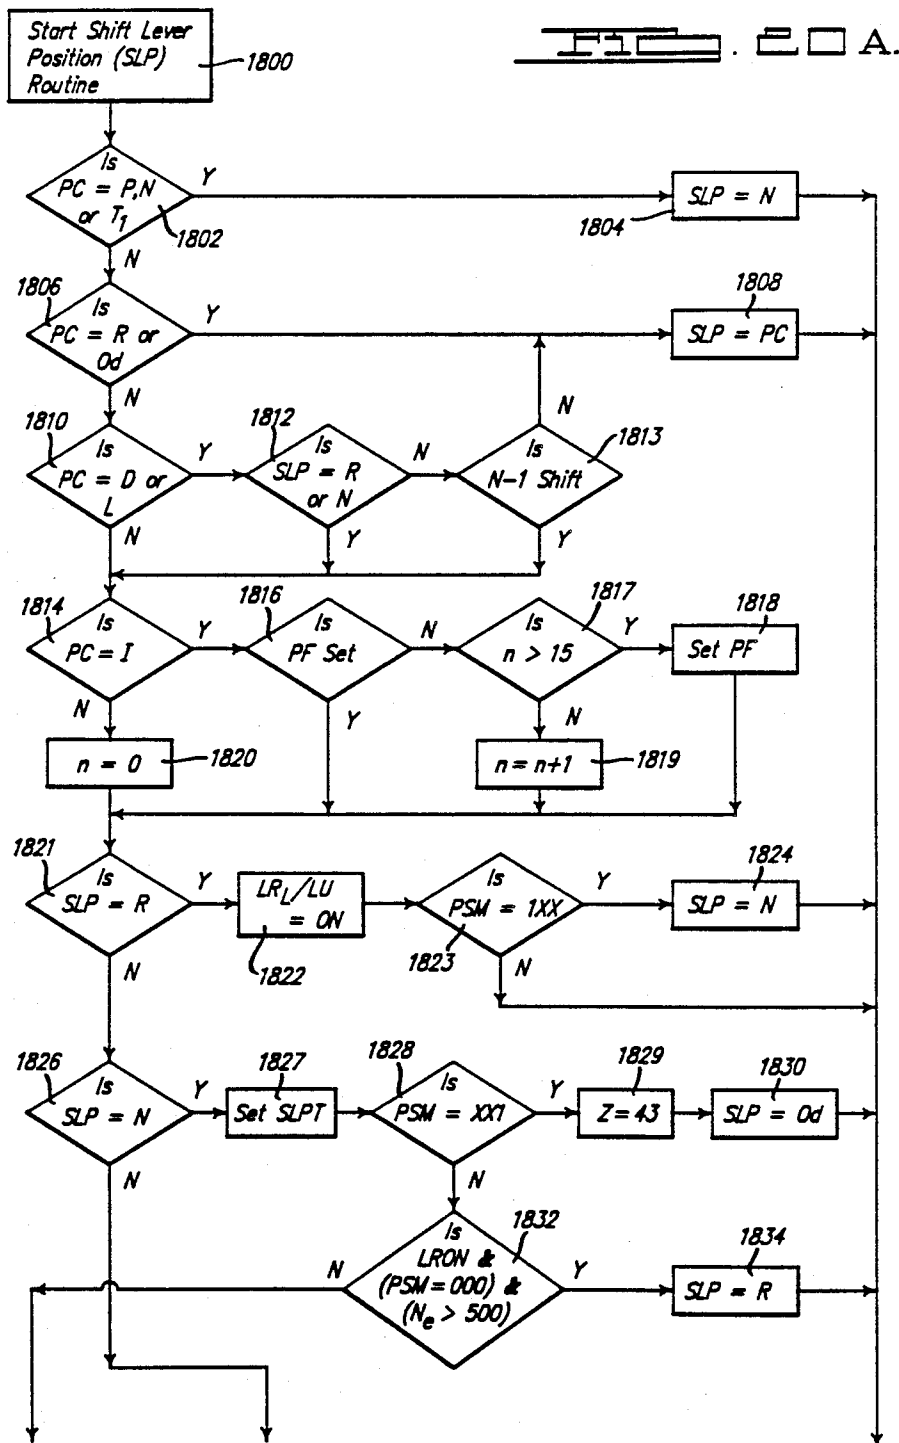 Start Shift Lever
Position (SLP)
Routine
1800
A.
Is
PC = P,N
or T1
1802
Y
N
SLP = N
1804
1806
Is
PC = R or
Od
Y
N
1808
SLP = PC
1810
Is
PC = D or
L
Y
N
1812
Is
SLP = R
or N
N
Y
Is
N-1 Shift
1813
N
Y
1814
Is
PC = I
Y
N
1816
Is
PF Set
N
Y
1817
Is
n > 15
Y
N
1818
Set PF
n = 0
1820
n = n+1
1819
1821
Is
SLP = R
Y
N
LRL/LU
= ON
1822
Is
PSM = 1XX
1823
Y
N
1824
SLP = N
1826
Is
SLP = N
Y
N
1827
Set SLPT
1828
Is
PSM = XX1
Y
N
1829
Z = 43
1830
SLP = Od
1832
Is
LRON &
(PSM = 000) &
(Ne > 500)
N
Y
1834
SLP = R